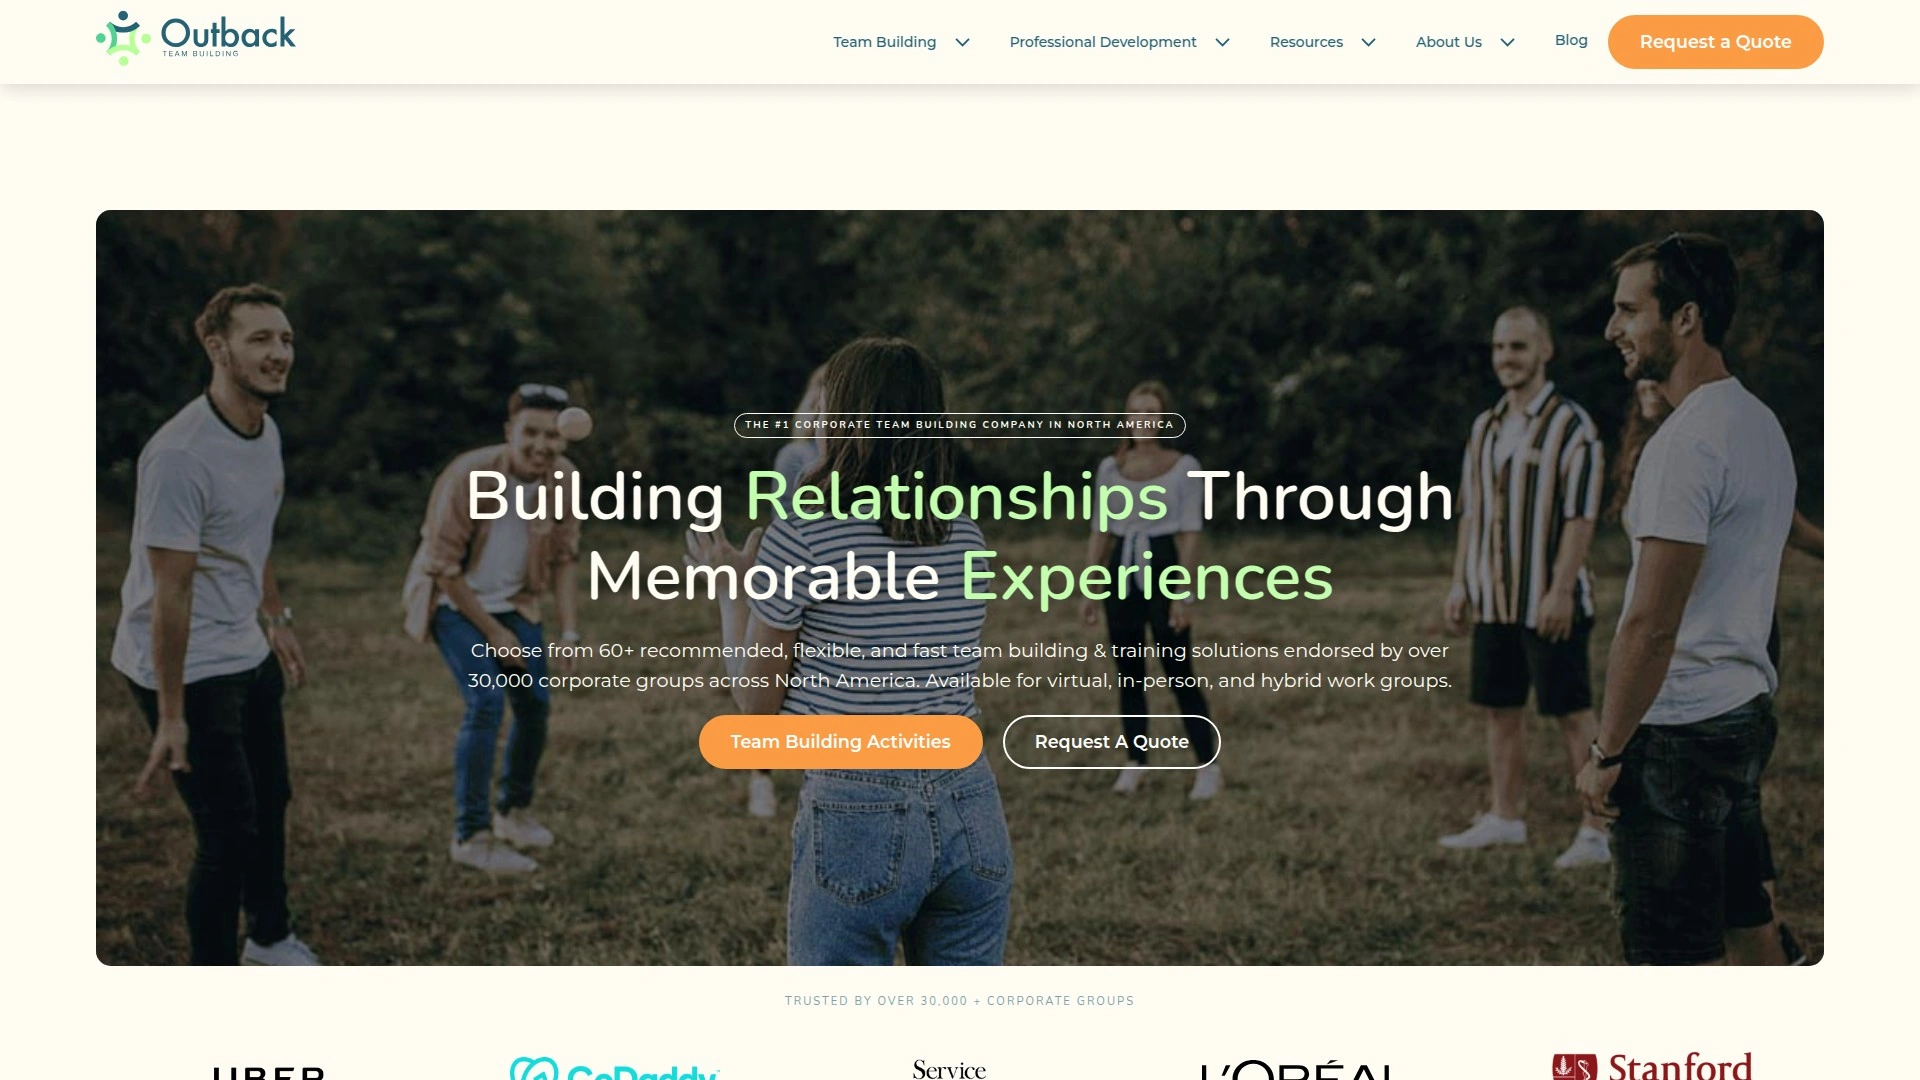 Outback
TEAM BUILDING
Team Building
Professional Development
Resources
About Us
Blog
Request a Quote
THE #1 CORPORATE TEAM BUILDING COMPANY IN NORTH AMERICA
Building Relationships Through
Memorable Experiences
Choose from 60+ recommended, flexible, and fast team building & training solutions endorsed by over
30,000 corporate groups across North America. Available for virtual, in-person, and hybrid work groups.
Team Building Activities
Request A Quote
TRUSTED BY OVER 30,000 + CORPORATE GROUPS
UBER
GoDaddy
Service
L'ORÉAL
Stanford